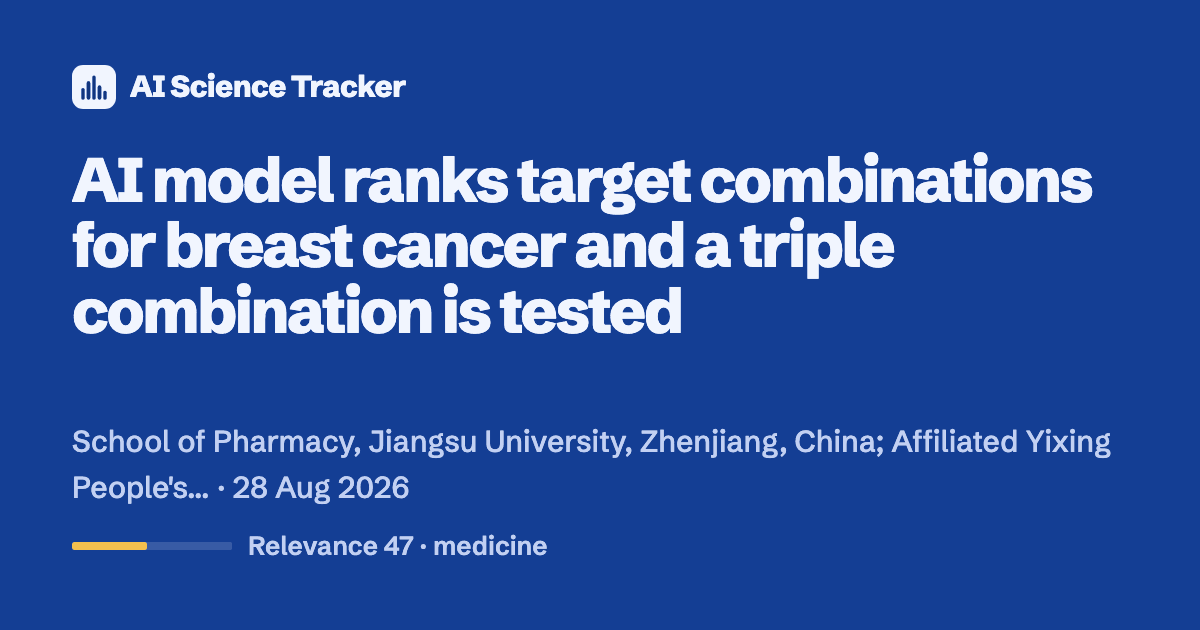 AI Science Tracker
AI model ranks target combinations
for breast cancer and a triple
combination is tested
School of Pharmacy, Jiangsu University, Zhenjiang, China; Affiliated Yixing
People's... · 28 Aug 2026
Relevance 47 · medicine